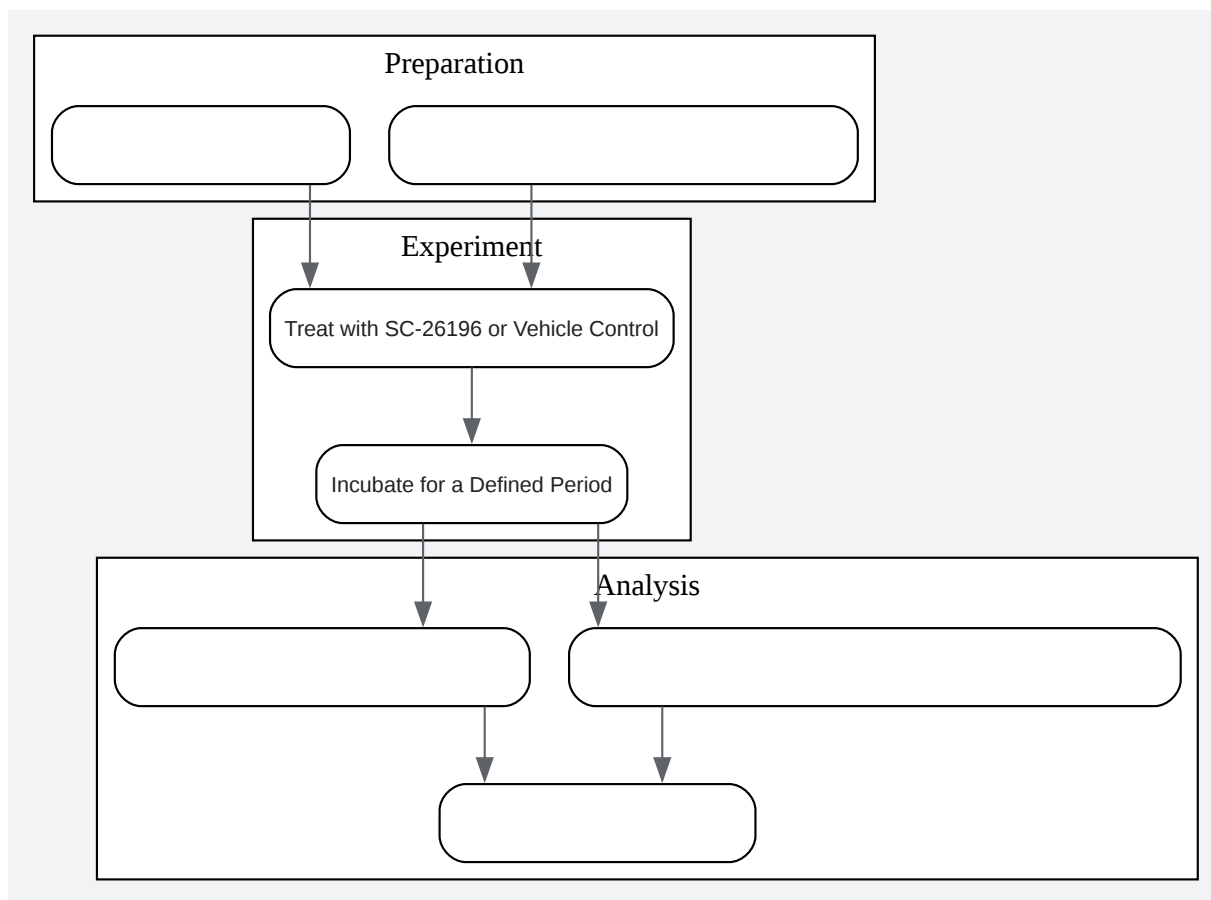 Preparation
Experiment
Treat with SC-26196 or Vehicle Control
Incubate for a Defined Period
Analysis